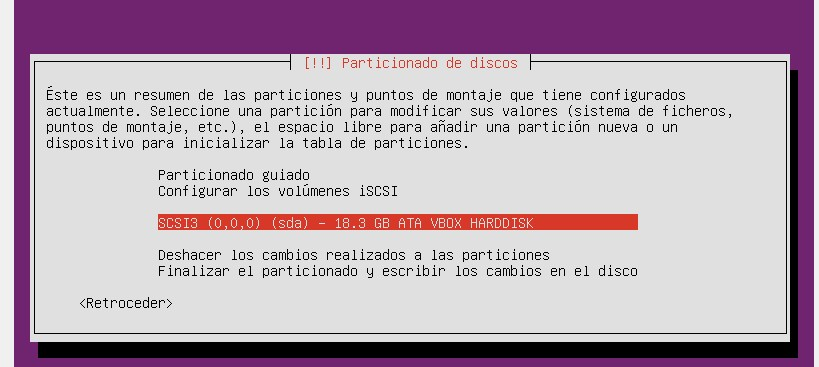 [!!] Particionado de discos
Éste es un resumen de las particiones y puntos de montaje que tiene configurados
actualmente. Seleccione una partición para modificar sus valores (sistema de ficheros,
puntos de montaje, etc.), el espacio libre para añadir una partición nueva o un
dispositivo para inicializar la tabla de particiones.
Particionado guiado
Configurar los volúmenes iSCSI
SCSI3 (0,0,0) (sda) - 18.3 GB ATA VBOX HARDDISK
Deshacer los cambios realizados a las particiones
Finalizar el particionado y escribir los cambios en el disco
<Retroceder>